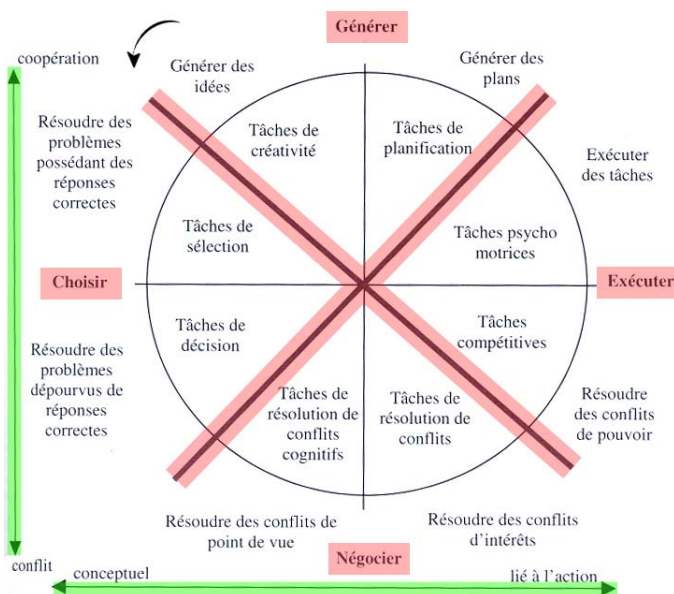 Générer
coopération
Générer des
idées
Générer des
plans
Résoudre des
problèmes
possédant des
réponses
correctes
Tâches de
créativité
Tâches de
planification
Exécuter
des tâches
Tâches de
sélection
Tâches psycho
motrices
Choisir
Exécuter
Tâches de
décision
Tâches
compétitives
Résoudre des
problèmes
dépourvus de
réponses
correctes
Tâches de
résolution de
conflits
cognitifs
Tâches de
résolution de
conflits
Résoudre
des conflits
de pouvoir
Résoudre des conflits de
point de vue
Résoudre des conflits
d'intérêts
Négocier
conflit
conceptuel
lié à l'action